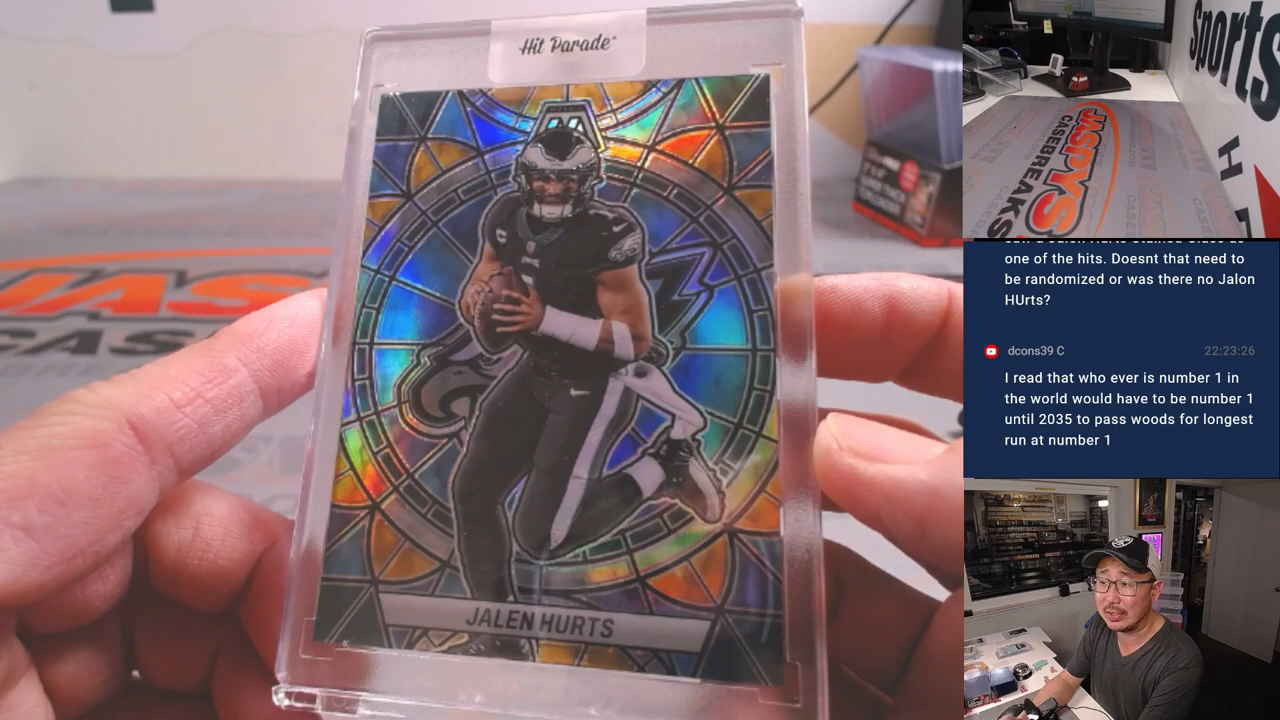 Hit Parade
JALEN HURTS
JASPYS
CASEBREAKS
Sports
one of the hits. Doesnt that need to
be randomized or was there no Jalon
HUrts?
dcons39 C 22:23:26
I read that who ever is number 1 in
the world would have to be number 1
until 2035 to pass woods for longest
run at number 1